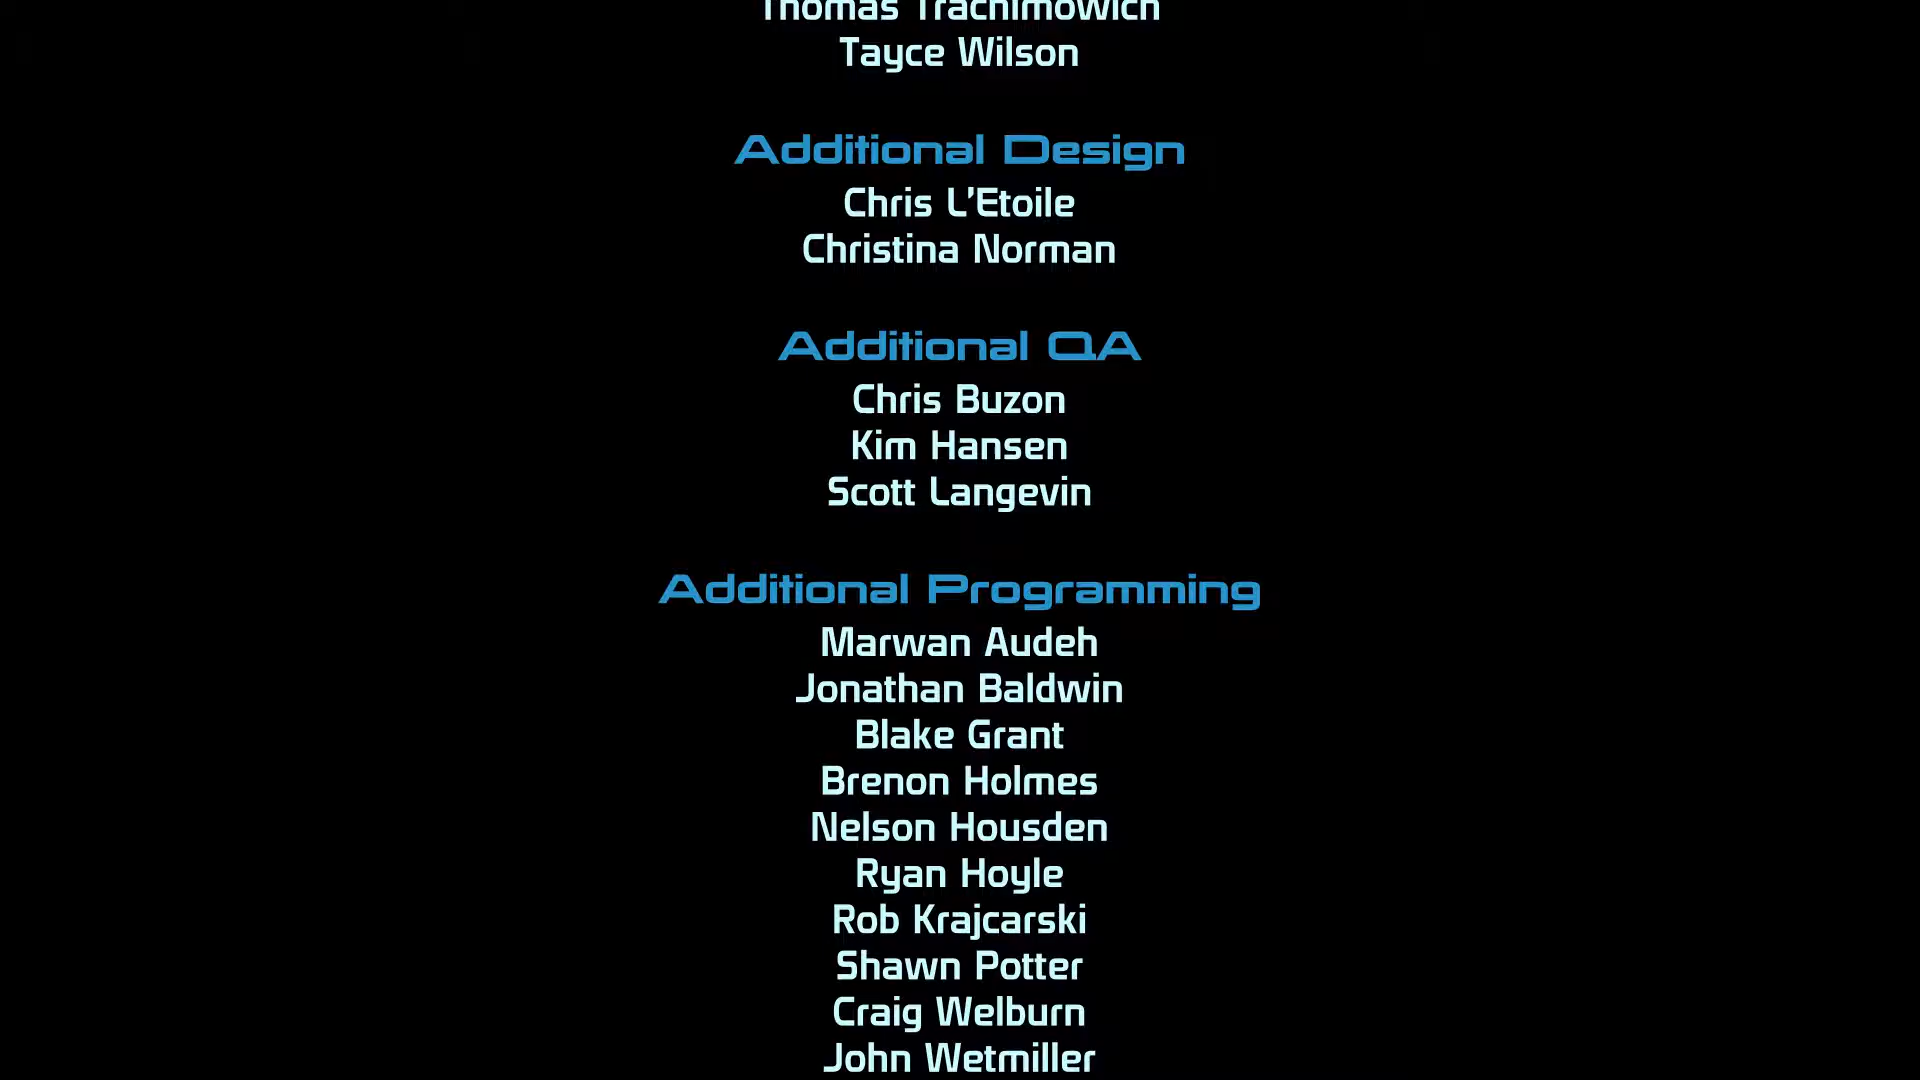 Thomas Trachimowich
Tayce Wilson
Additional Design
Chris L'Etoile
Christina Norman
Additional QA
Chris Buzon
Kim Hansen
Scott Langevin
Additional Programming
Marwan Audeh
Jonathan Baldwin
Blake Grant
Brenon Holmes
Nelson Housden
Ryan Hoyle
Rob Krajcarski
Shawn Potter
Craig Welburn
John Wetmiller